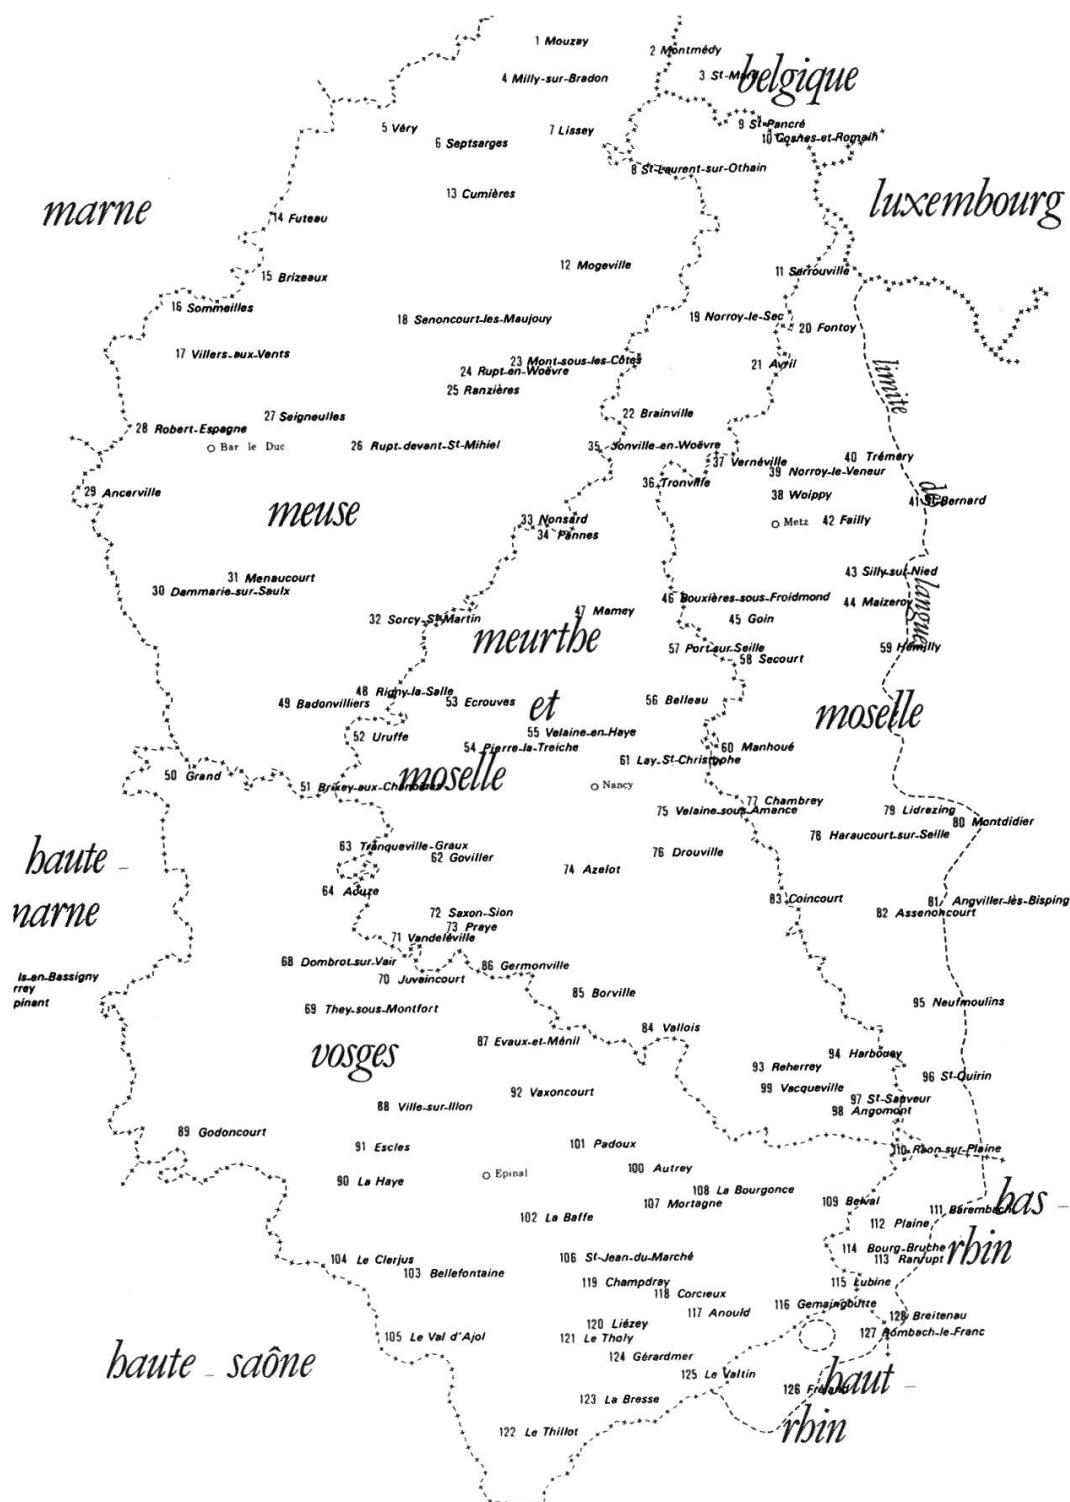 1 Mouzay
2 Montmédy
3 St-Mard
belgique
4 Milly-sur-Bradon
5 Véry
6 Septsarges
7 Lissey
9 St-Pancré
10 Cosnes-et-Romain
8 St-Laurent-sur-Othain
marne
13 Cumières
luxembourg
14 Futeau
12 Mogeville
11 Serrouville
15 Brizeaux
16 Sommeilles
18 Senoncourt-les-Maujouy
19 Norroy-le-Sec
20 Fontoy
17 Villers-aux-Vents
23 Mont-sous-les-Côtes
24 Rupt-en-Woëvre
21 Avril
25 Ranzières
limite
27 Seigneulles
22 Brainville
28 Robert-Espagne
Bar le Duc
26 Rupt-devant-St-Mihiel
35 Jonville-en-Woëvre
37 Vernéville
40 Trémery
39 Norroy-le-Veneur
36 Tronville
29 Ancerville
38 Woippy
de
41 St-Bernard
meuse
33 Nonsard
34 Pannes
Metz
42 Failly
31 Menaucourt
30 Dammarie-sur-Saulx
43 Silly-sur-Nied
langue
46 Bouxières-sous-Froidmond
44 Maizeroy
32 Sorcy-St-Martin
47 Mamey
45 Goin
meurthe
57 Port-sur-Seille
58 Secourt
59 Hémilly
48 Rigny-la-Salle
49 Badonvilliers
53 Ecrouves
et
56 Belleau
moselle
52 Uruffe
55 Velaine-en-Haye
54 Pierre-la-Treiche
60 Manhoué
61 Lay-St-Christophe
50 Grand
51 Brixey-aux-Chanoines
moselle
Nancy
77 Chambrey
75 Velaine-sous-Amance
79 Lidrezing
80 Montdidier
78 Haraucourt-sur-Seille
haute -
63 Tranqueville-Graux
62 Goviller
76 Drouville
74 Azelot
64 Aouze
83 Coincourt
81 Angviller-lès-Bisping
narne
72 Saxon-Sion
82 Assenoncourt
73 Praye
71 Vandeléville
68 Dombrot-sur-Vair
86 Germonville
ls-en-Bassigny
rrey
pinant
70 Juvaincourt
85 Borville
95 Neufmoulins
69 They-sous-Montfort
84 Vallois
87 Evaux-et-Ménil
vosges
94 Harbouey
93 Reherrey
96 St-Quirin
99 Vacqueville
92 Vaxoncourt
97 St-Sauveur
98 Angomont
88 Ville-sur-Illon
89 Godoncourt
91 Escles
101 Padoux
110 Raon-sur-Plaine
90 La Haye
Epinal
100 Autrey
108 La Bourgonce
107 Mortagne
109 Belval
111 Barembach
bas -
102 La Baffe
112 Plaine
114 Bourg-Bruche
113 Ranrupt
rhin
104 Le Clerjus
106 St-Jean-du-Marché
103 Bellefontaine
119 Champdray
115 Lubine
118 Corcieux
116 Gemaingoutte
117 Anould
128 Breitenau
120 Liézey
127 Rombach-le-Franc
105 Le Val d'Ajol
121 Le Tholy
124 Gérardmer
haute - saône
125 Le Valtin
haut -
126 Fréland
123 La Bresse
rhin
122 Le Thillot